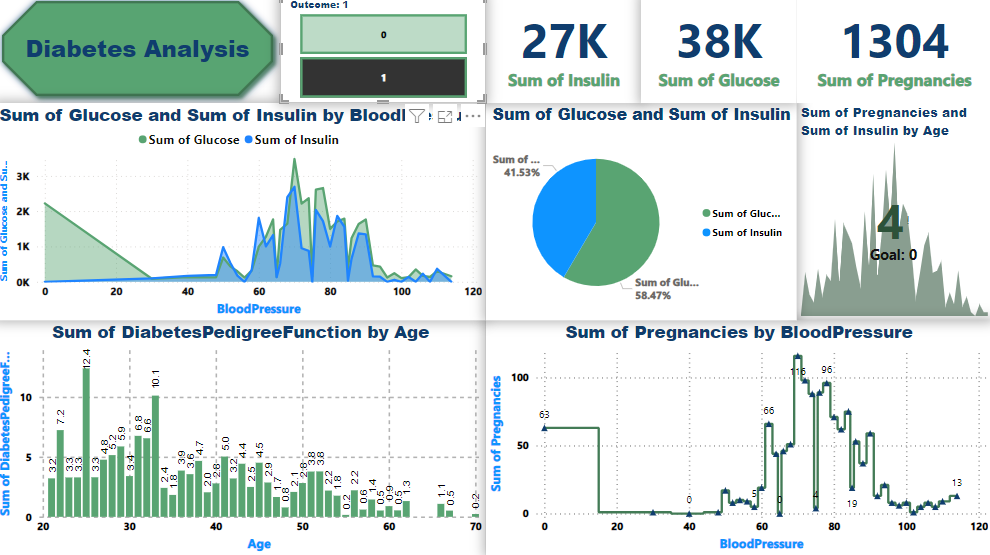 Diabetes Analysis
Outcome: 1
0
1
27K
Sum of Insulin
38K
Sum of Glucose
1304
Sum of Pregnancies
Sum of Glucose and Sum of Insulin by
Sum of Glucose
Sum of Insulin
Sum of Glucose and Su...
3K
2K
1K
0K
0 20 40 60 80 100 120
BloodPressure
Sum of Glucose and Sum of Insulin
Sum of ...
41.53%
Sum of Gluc...
Sum of Insulin
Sum of Glu...
58.47%
Sum of Pregnancies and
Sum of Insulin by Age
4
Goal: 0
Sum of DiabetesPedigreeFunction by Age
Sum of DiabetesPedigreeF...
10
5
0
3.2 7.2 3.3 3.3 12.4 3.3 4.8 5.2 5.9 3.4 6.8 6.6 10.1 2.4 1.8 3.9 3.6 4.7 2.0 2.8 5.0 3.2 4.4 2.5 4.5 2.9 1.7 0.8 2.1 2.8 3.8 3.8 2.2 1.8 0.2 2.2 0.6 1.4 0.5 0.9 0.5 1.3 1.1 0.5 0.2
20 30 40 50 60 70
Age
Sum of Pregnancies by BloodPressure
Sum of Pregnancies
100
50
0
63 0 5 66 0 116 4 96 19 13
0 20 40 60 80 100 120
BloodPressure